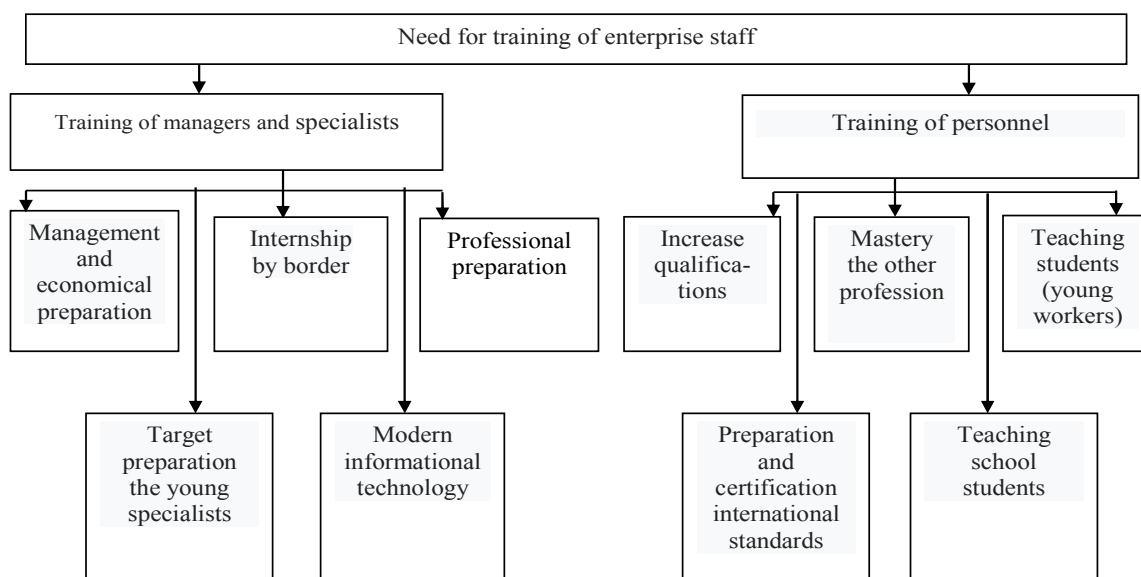 Need for training of enterprise staff
Training of managers and specialists
Training of personnel
Management
and
economical
preparation
Internship
by border
Professional
preparation
Increase
qualifica-
tions
Mastery
the other
profession
Teaching
students
(young
workers)
Target
preparation
the young
specialists
Modern
informational
technology
Preparation
and
certification
international
standards
Teaching
school
students